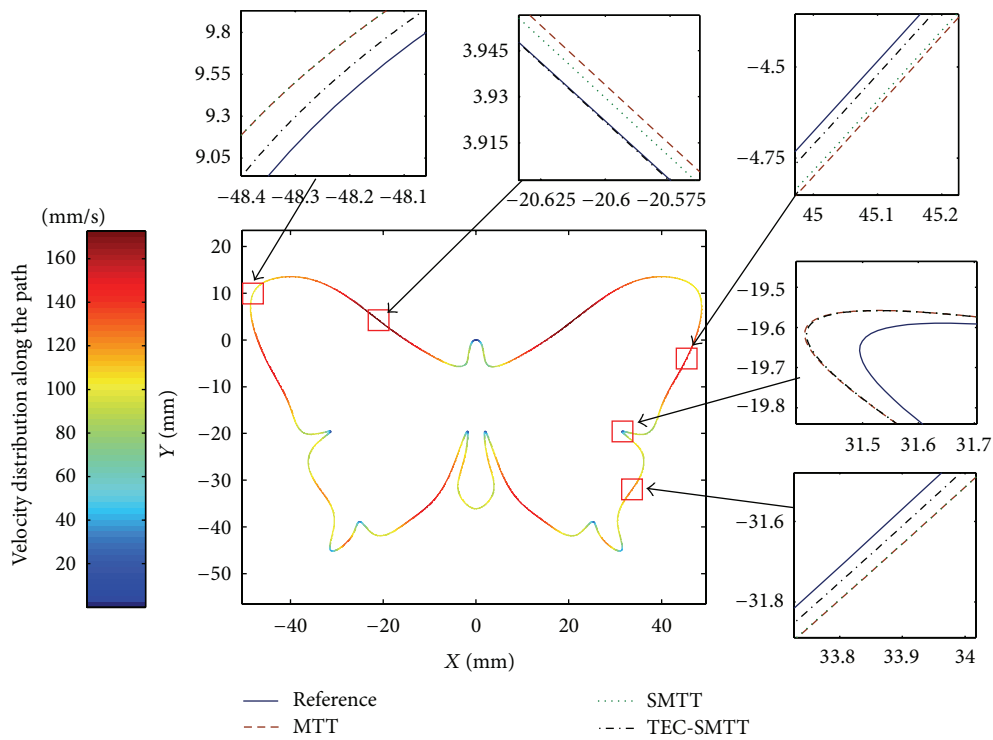 9.8
9.55
9.3
9.05
−48.4 −48.3 −48.2 −48.1
3.945
3.93
3.915
−20.625 −20.6 −20.575
−4.5
−4.75
45 45.1 45.2
(mm/s)
160
140
120
100
80
60
40
20
Velocity distribution along the path
20
10
0
−10
−20
−30
−40
−50
Y (mm)
−40 −20 0 20 40
X (mm)
−19.5
−19.6
−19.7
−19.8
31.5 31.6 31.7
−31.6
−31.8
33.8 33.9 34
Reference
MTT
SMTT
TEC-SMTT